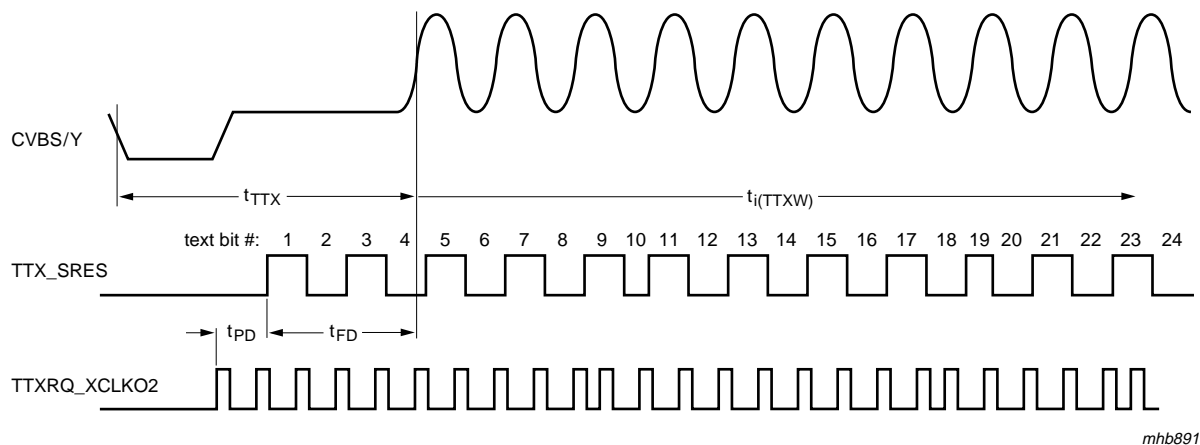 CVBS/Y
tTTX
ti(TTXW)
text bit #: 1 2 3 4 5 6 7 8 9 10 11 12 13 14 15 16 17 18 19 20 21 22 23 24
TTX_SRES
tPD
tFD
TTXRQ_XCLKO2
mhb891